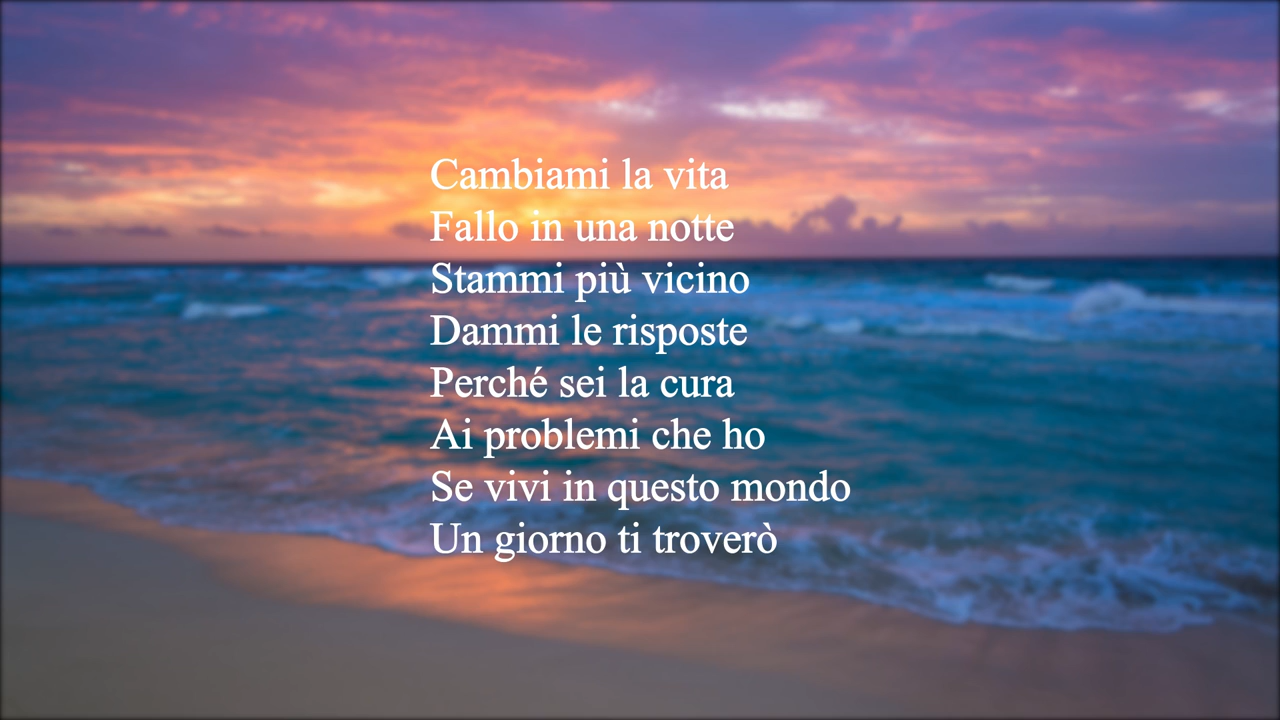 Cambiami la vita
Fallo in una notte
Stammi più vicino
Dammi le risposte
Perché sei la cura
Ai problemi che ho
Se vivi in questo mondo
Un giorno ti troverò